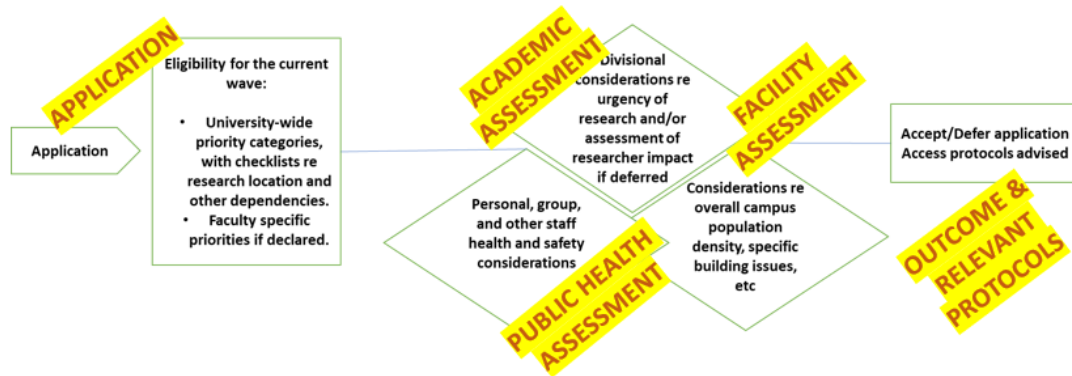 APPLICATION
Application
Eligibility for the current
wave:
• University-wide
priority categories,
with checklists re
research location and
other dependencies.
• Faculty specific
priorities if declared.
ACADEMIC
ASSESSMENT
Divisional
considerations re
urgency of
research and/or
assessment of
researcher impact
if deferred
FACILITY
ASSESSMENT
Personal, group,
and other staff
health and safety
considerations
PUBLIC HEALTH
ASSESSMENT
Considerations re
overall campus
population
density, specific
building issues,
etc
Accept/Defer application
Access protocols advised
OUTCOME &
RELEVANT
PROTOCOLS